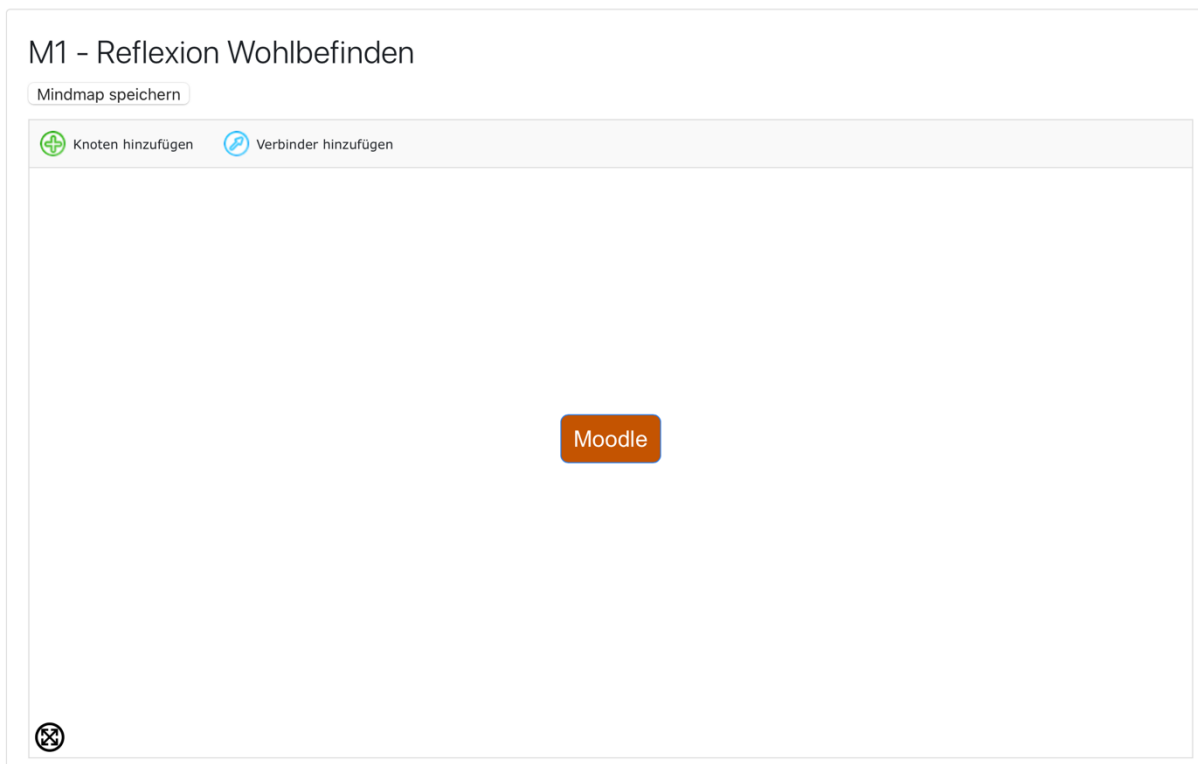 M1 - Reflexion Wohlbefinden
Mindmap speichern
Knoten hinzufügen Verbinder hinzufügen
Moodle